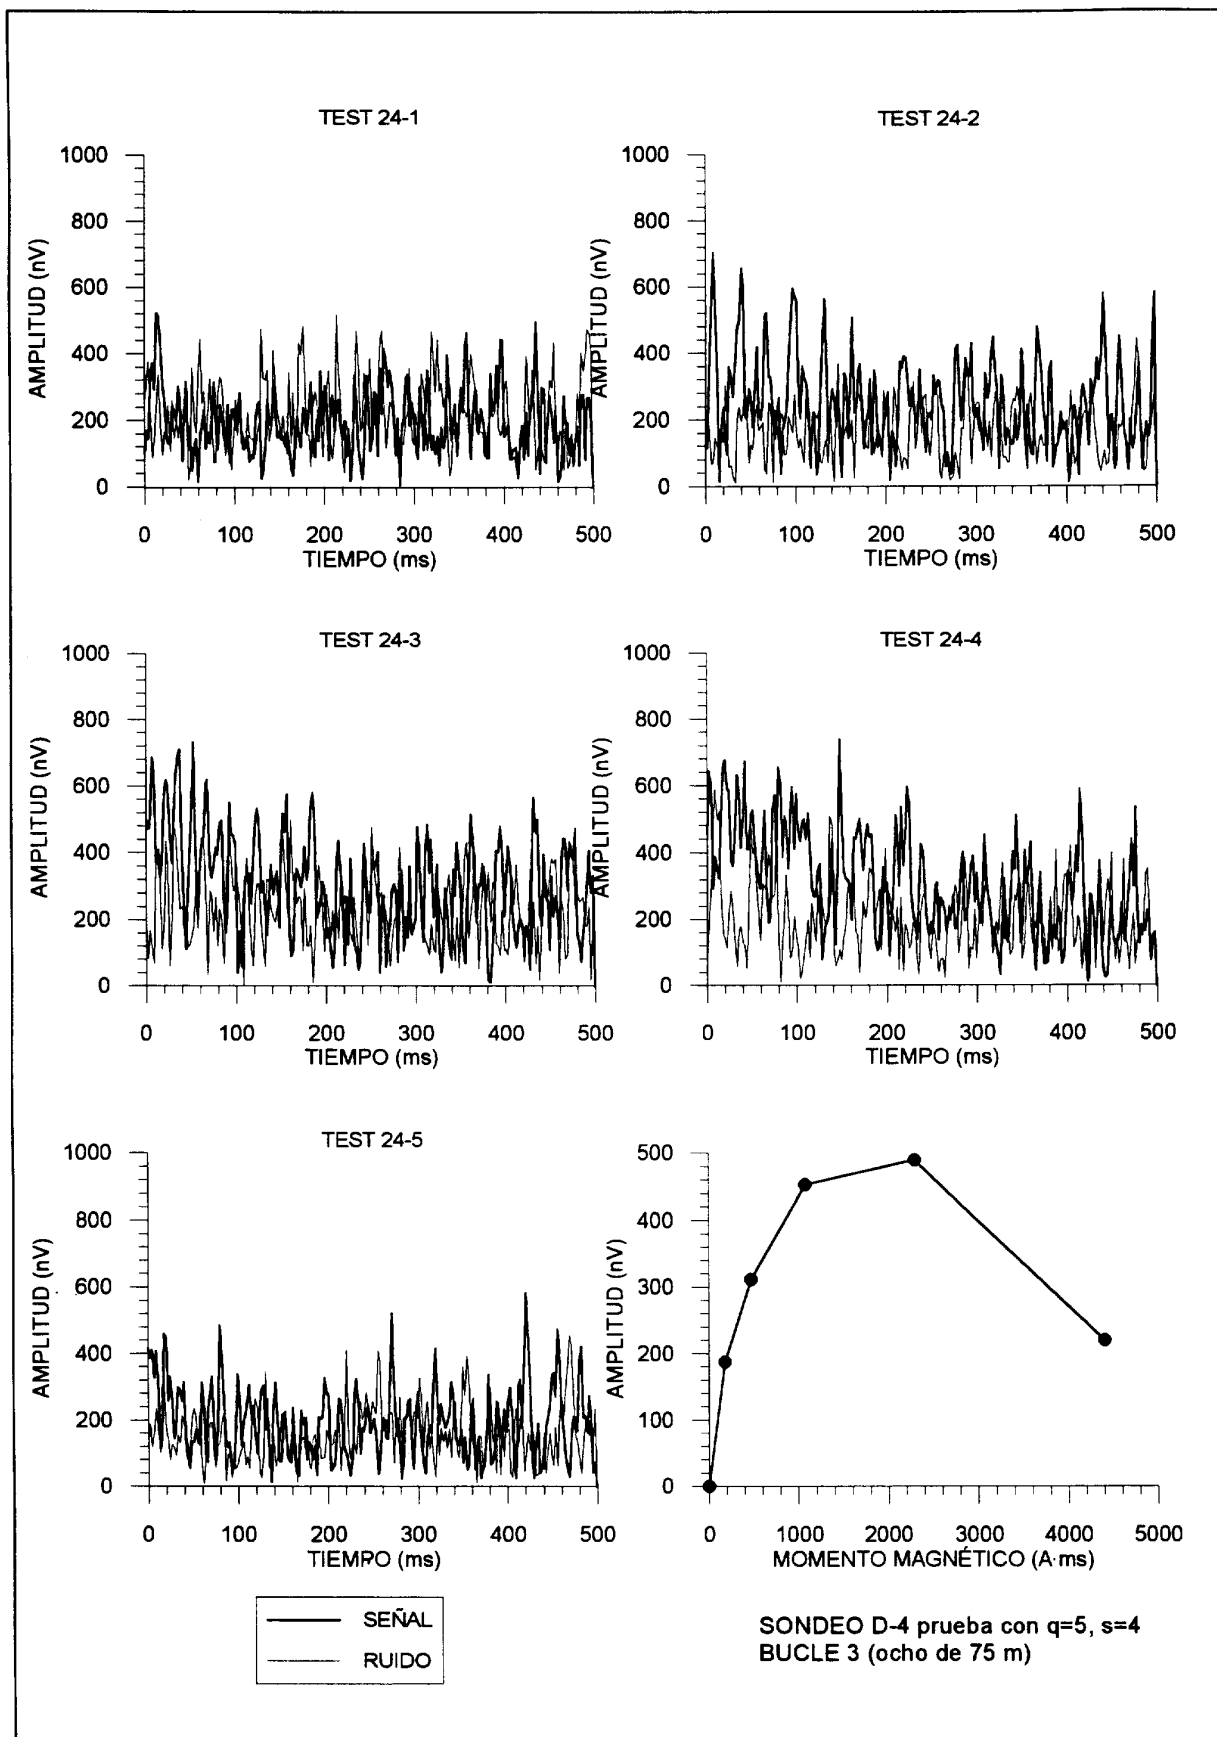 TEST 24-1
1000
800
600
400
200
0
AMPLITUD (nV)
0 100 200 300 400 500
TIEMPO (ms)
TEST 24-2
1000
800
600
400
200
0
AMPLITUD (nV)
0 100 200 300 400 500
TIEMPO (ms)
TEST 24-3
1000
800
600
400
200
0
AMPLITUD (nV)
0 100 200 300 400 500
TIEMPO (ms)
TEST 24-4
1000
800
600
400
200
0
AMPLITUD (nV)
0 100 200 300 400 500
TIEMPO (ms)
TEST 24-5
1000
800
600
400
200
0
AMPLITUD (nV)
0 100 200 300 400 500
TIEMPO (ms)
500
400
300
200
100
0
AMPLITUD (nV)
0 1000 2000 3000 4000 5000
MOMENTO MAGNÉTICO (A·ms)
SEÑAL
RUIDO
SONDEO D-4 prueba con q=5, s=4
BUCLE 3 (ocho de 75 m)